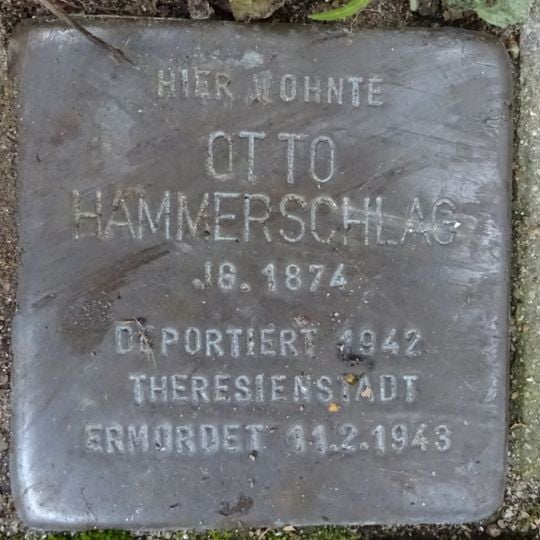 HIER WOHNTE
OTTO
HAMMERSCHLAG
JG. 1874
DEPORTIERT 1942
THERESIENSTADT
ERMORDET 11.2.1943